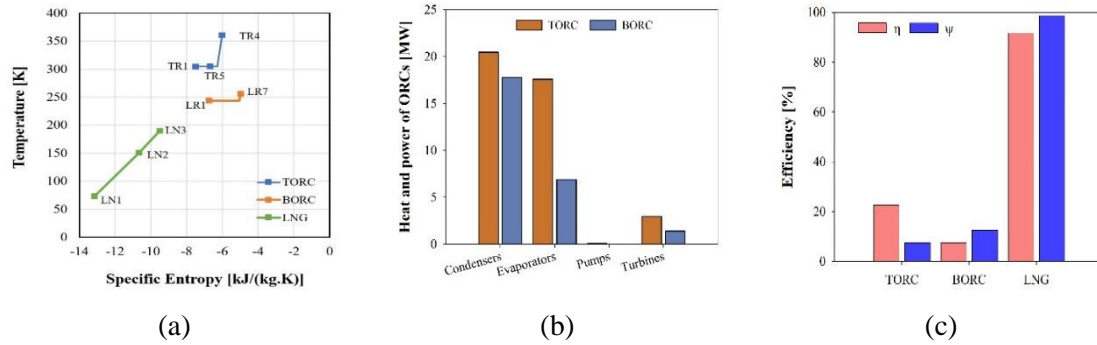 Temperature [K]
400
350
300
250
200
150
100
50
0
TR4
TR1
TR5
LR1
LR7
LN3
LN2
LN1
TORC
BORC
LNG
-14 -12 -10 -8 -6 -4 -2 0
Specific Entropy [kJ/(kg.K)]
(a)
Heat and power of ORCs [MW]
25
20
15
10
5
0
TORC BORC
Condensers Evaporators Pumps Turbines
(b)
Efficiency [%]
100
80
60
40
20
0
η ψ
TORC BORC LNG
(c)